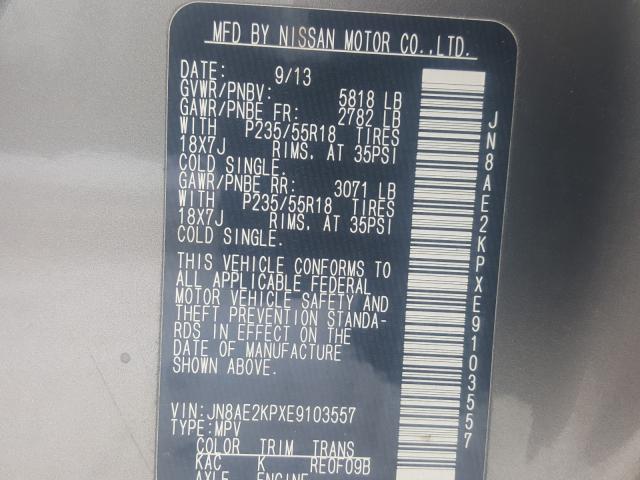 MFD BY NISSAN MOTOR CO.,LTD.
DATE: 9/13
GVWR/PNBV: 5818 LB
GAWR/PNBE FR: 2782 LB
WITH P235/55R18 TIRES
18X7J RIMS. AT 35PSI
COLD SINGLE.
GAWR/PNBE RR: 3071 LB
WITH P235/55R18 TIRES
18X7J RIMS. AT 35PSI
COLD SINGLE.
THIS VEHICLE CONFORMS TO
ALL APPLICABLE FEDERAL
MOTOR VEHICLE SAFETY AND
THEFT PREVENTION STANDA-
RDS IN EFFECT ON THE
DATE OF MANUFACTURE
SHOWN ABOVE.
VIN:JN8AE2KPXE9103557
TYPE:MPV
COLOR TRIM TRANS
KAC K RE0F09B
AXLE ENGINE
JN8AE2KPXE9103557